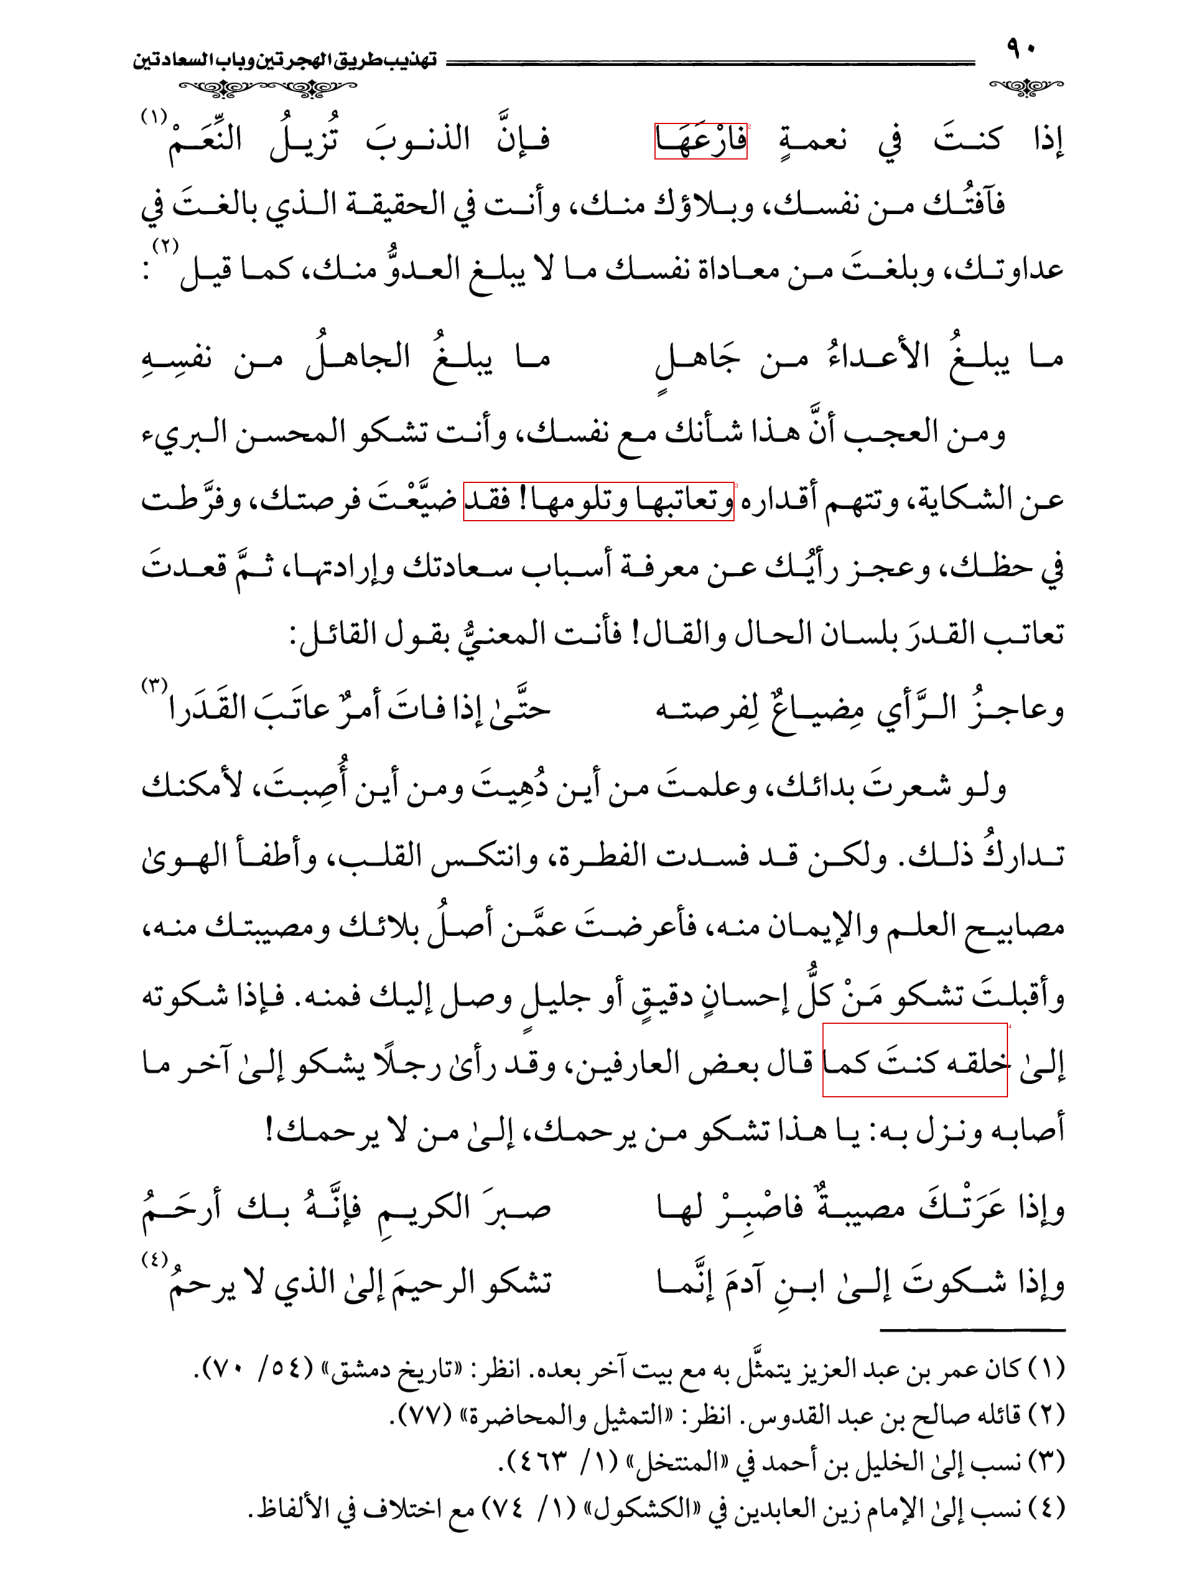 ٩٠
تهذيب طريق الهجرتين وباب السعادتين
إذا كنتَ في نعمةٍ فارْعَهَا فإنَّ الذنوبَ تُزيلُ النِّعَمْ(١)
فآفتُك من نفسك، وبلاؤك منك، وأنت في الحقيقة الذي بالغتَ في
عداوتك، وبلغتَ من معاداة نفسك ما لا يبلغ العدوُّ منك، كما قيل(٢):
ما يبلغُ الأعداءُ من جَاهلٍ ما يبلغُ الجاهلُ من نفسِهِ
ومن العجب أنَّ هذا شأنك مع نفسك، وأنت تشكو المحسن البريء
عن الشكاية، وتتهم أقداره وتعاتبها وتلومها! فقد ضيَّعْتَ فرصتك، وفرَّطت
في حظك، وعجز رأيُك عن معرفة أسباب سعادتك وإرادتها، ثمَّ قعدتَ
تعاتب القدرَ بلسان الحال والقال! فأنت المعنيُّ بقول القائل:
وعاجزُ الرَّأي مِضياعٌ لِفرصته حتَّىٰ إذا فاتَ أمرٌ عاتَبَ القَدَرا(٣)
ولو شعرتَ بدائك، وعلمتَ من أين دُهِيتَ ومن أين أُصِبتَ، لأمكنك
تداركُ ذلك. ولكن قد فسدت الفطرة، وانتكس القلب، وأطفأ الهوىٰ
مصابيح العلم والإيمان منه، فأعرضتَ عمَّن أصلُ بلائك ومصيبتك منه،
وأقبلتَ تشكو مَنْ كلُّ إحسانٍ دقيقٍ أو جليلٍ وصل إليك فمنه. فإذا شكوته
إلىٰ خلقه كنتَ كما قال بعض العارفين، وقد رأىٰ رجلًا يشكو إلىٰ آخر ما
أصابه ونزل به: يا هذا تشكو من يرحمك، إلىٰ من لا يرحمك!
وإذا عَرَتْكَ مصيبةٌ فاصْبِرْ لها صبرَ الكريمِ فإنَّهُ بك أرحَمُ
وإذا شكوتَ إلىٰ ابنِ آدمَ إنَّما تشكو الرحيمَ إلىٰ الذي لا يرحمُ(٤)
(١) كان عمر بن عبد العزيز يتمثَّل به مع بيت آخر بعده. انظر: «تاريخ دمشق» (٥٤/ ٧٠).
(٢) قائله صالح بن عبد القدوس. انظر: «التمثيل والمحاضرة» (٧٧).
(٣) نسب إلىٰ الخليل بن أحمد في «المنتخل» (١/ ٤٦٣).
(٤) نسب إلىٰ الإمام زين العابدين في «الكشكول» (١/ ٧٤) مع اختلاف في الألفاظ.